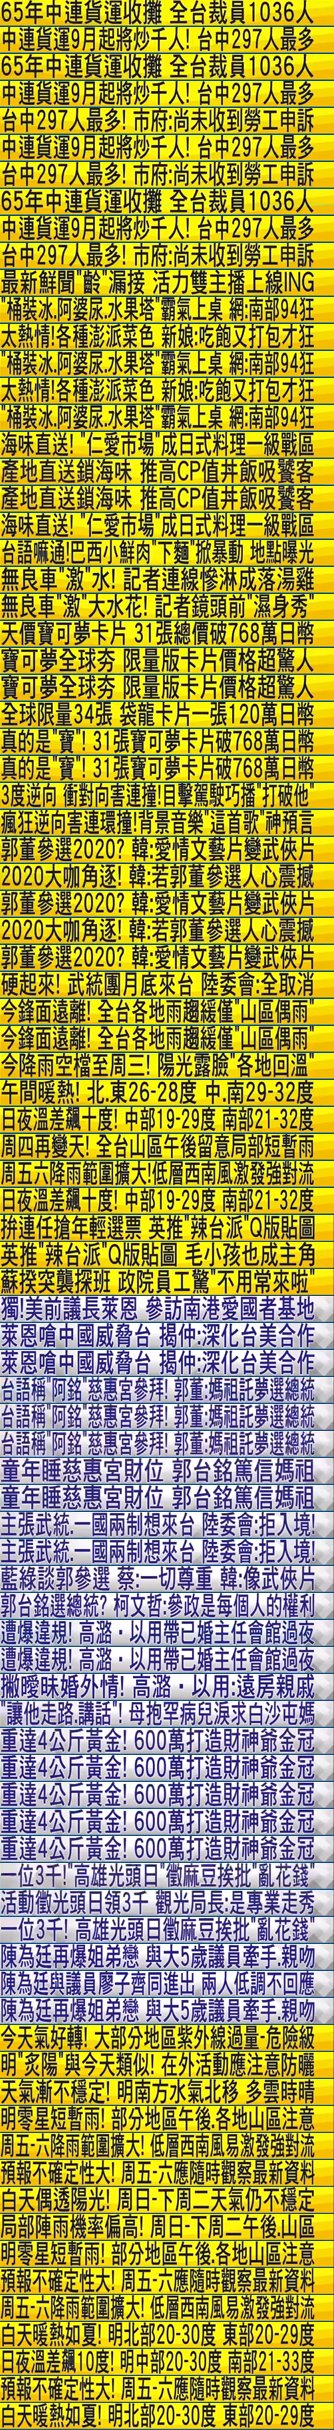 65年中連貨運收攤 全台裁員1036人
中連貨運9月起將炒千人! 台中297人最多
65年中連貨運收攤 全台裁員1036人
中連貨運9月起將炒千人! 台中297人最多
台中297人最多! 市府:尚未收到勞工申訴
中連貨運9月起將炒千人! 台中297人最多
台中297人最多! 市府:尚未收到勞工申訴
65年中連貨運收攤 全台裁員1036人
中連貨運9月起將炒千人! 台中297人最多
台中297人最多! 市府:尚未收到勞工申訴
最新鮮聞"齡"漏接 活力雙主播上線ING
"桶裝冰.阿婆尿.水果塔"霸氣上桌 網:南部94狂
太熱情!各種澎派菜色 新娘:吃飽又打包才狂
"桶裝冰.阿婆尿.水果塔"霸氣上桌 網:南部94狂
太熱情!各種澎派菜色 新娘:吃飽又打包才狂
"桶裝冰.阿婆尿.水果塔"霸氣上桌 網:南部94狂
海味直送! "仁愛市場"成日式料理一級戰區
產地直送鎖海味 推高CP值丼飯吸饕客
產地直送鎖海味 推高CP值丼飯吸饕客
海味直送! "仁愛市場"成日式料理一級戰區
台語嘛通!巴西小鮮肉"下麵"掀暴動 地點曝光
無良車"激"水! 記者連線慘淋成落湯雞
無良車"激"大水花! 記者鏡頭前"濕身秀"
天價寶可夢卡片 31張總價破768萬日幣
寶可夢全球夯 限量版卡片價格超驚人
寶可夢全球夯 限量版卡片價格超驚人
全球限量34張 袋龍卡片一張120萬日幣
真的是"寶"! 31張寶可夢卡片破768萬日幣
真的是"寶"! 31張寶可夢卡片破768萬日幣
3度逆向 衝對向害連撞!目擊駕駛巧播"打破他"
瘋狂逆向害連環撞!背景音樂"這首歌"神預言
郭董參選2020? 韓:愛情文藝片變武俠片
2020大咖角逐! 韓:若郭董參選人心震撼
郭董參選2020? 韓:愛情文藝片變武俠片
2020大咖角逐! 韓:若郭董參選人心震撼
郭董參選2020? 韓:愛情文藝片變武俠片
硬起來! 武統團月底來台 陸委會:全取消
今鋒面遠離! 全台各地雨趨緩僅"山區偶雨"
今鋒面遠離! 全台各地雨趨緩僅"山區偶雨"
今降雨空檔至周三! 陽光露臉"各地回溫"
午間暖熱! 北.東26-28度 中.南29-32度
日夜溫差飆十度! 中部19-29度 南部21-32度
周四再變天! 全台山區午後留意局部短暫雨
周五六降雨範圍擴大!低層西南風激發強對流
日夜溫差飆十度! 中部19-29度 南部21-32度
拚連任搶年輕選票 英推"辣台派"Q版貼圖
英推"辣台派"Q版貼圖 毛小孩也成主角
蘇揆突襲探班 政院員工驚"不用常來啦"
獨!美前議長萊恩 參訪南港愛國者基地
萊恩嗆中國威脅台 揭仲:深化台美合作
萊恩嗆中國威脅台 揭仲:深化台美合作
台語稱"阿銘"慈惠宮參拜! 郭董:媽祖託夢選總統
台語稱"阿銘"慈惠宮參拜! 郭董:媽祖託夢選總統
台語稱"阿銘"慈惠宮參拜! 郭董:媽祖託夢選總統
童年睡慈惠宮財位 郭台銘篤信媽祖
童年睡慈惠宮財位 郭台銘篤信媽祖
主張武統.一國兩制想來台 陸委會:拒入境!
主張武統.一國兩制想來台 陸委會:拒入境!
藍綠談郭參選 蔡:一切尊重 韓:像武俠片
郭台銘選總統? 柯文哲:參政是每個人的權利
遭爆違規! 高潞・以用帶已婚主任會館過夜
遭爆違規! 高潞・以用帶已婚主任會館過夜
撇曖昧婚外情! 高潞・以用:遠房親戚
"讓他走路.講話"! 母抱罕病兒淚求白沙屯媽
重達4公斤黃金! 600萬打造財神爺金冠
重達4公斤黃金! 600萬打造財神爺金冠
重達4公斤黃金! 600萬打造財神爺金冠
重達4公斤黃金! 600萬打造財神爺金冠
重達4公斤黃金! 600萬打造財神爺金冠
一位3千!"高雄光頭日"徵麻豆挨批"亂花錢"
活動徵光頭日領3千 觀光局長:是專業走秀
一位3千! 高雄光頭日徵麻豆挨批"亂花錢"
陳為廷再爆姐弟戀 與大5歲議員牽手.親吻
陳為廷與議員廖子齊同進出 兩人低調不回應
陳為廷再爆姐弟戀 與大5歲議員牽手.親吻
今天氣好轉! 大部分地區紫外線過量-危險級
明"炙陽"與今天類似! 在外活動應注意防曬
天氣漸不穩定! 明南方水氣北移 多雲時晴
明零星短暫雨! 部分地區午後.各地山區注意
周五-六降雨範圍擴大! 低層西南風易激發強對流
預報不確定性大! 周五-六應隨時觀察最新資料
白天偶透陽光! 周日-下周二天氣仍不穩定
局部陣雨機率偏高! 周日-下周二午後.山區
明零星短暫雨! 部分地區午後.各地山區注意
預報不確定性大! 周五-六應隨時觀察最新資料
周五-六降雨範圍擴大! 低層西南風易激發強對流
白天暖熱如夏! 明北部20-30度 東部20-29度
日夜溫差飆10度! 明中部20-30度 南部21-33度
預報不確定性大! 周五-六應隨時觀察最新資料
白天暖熱如夏! 明北部20-30度 東部20-29度